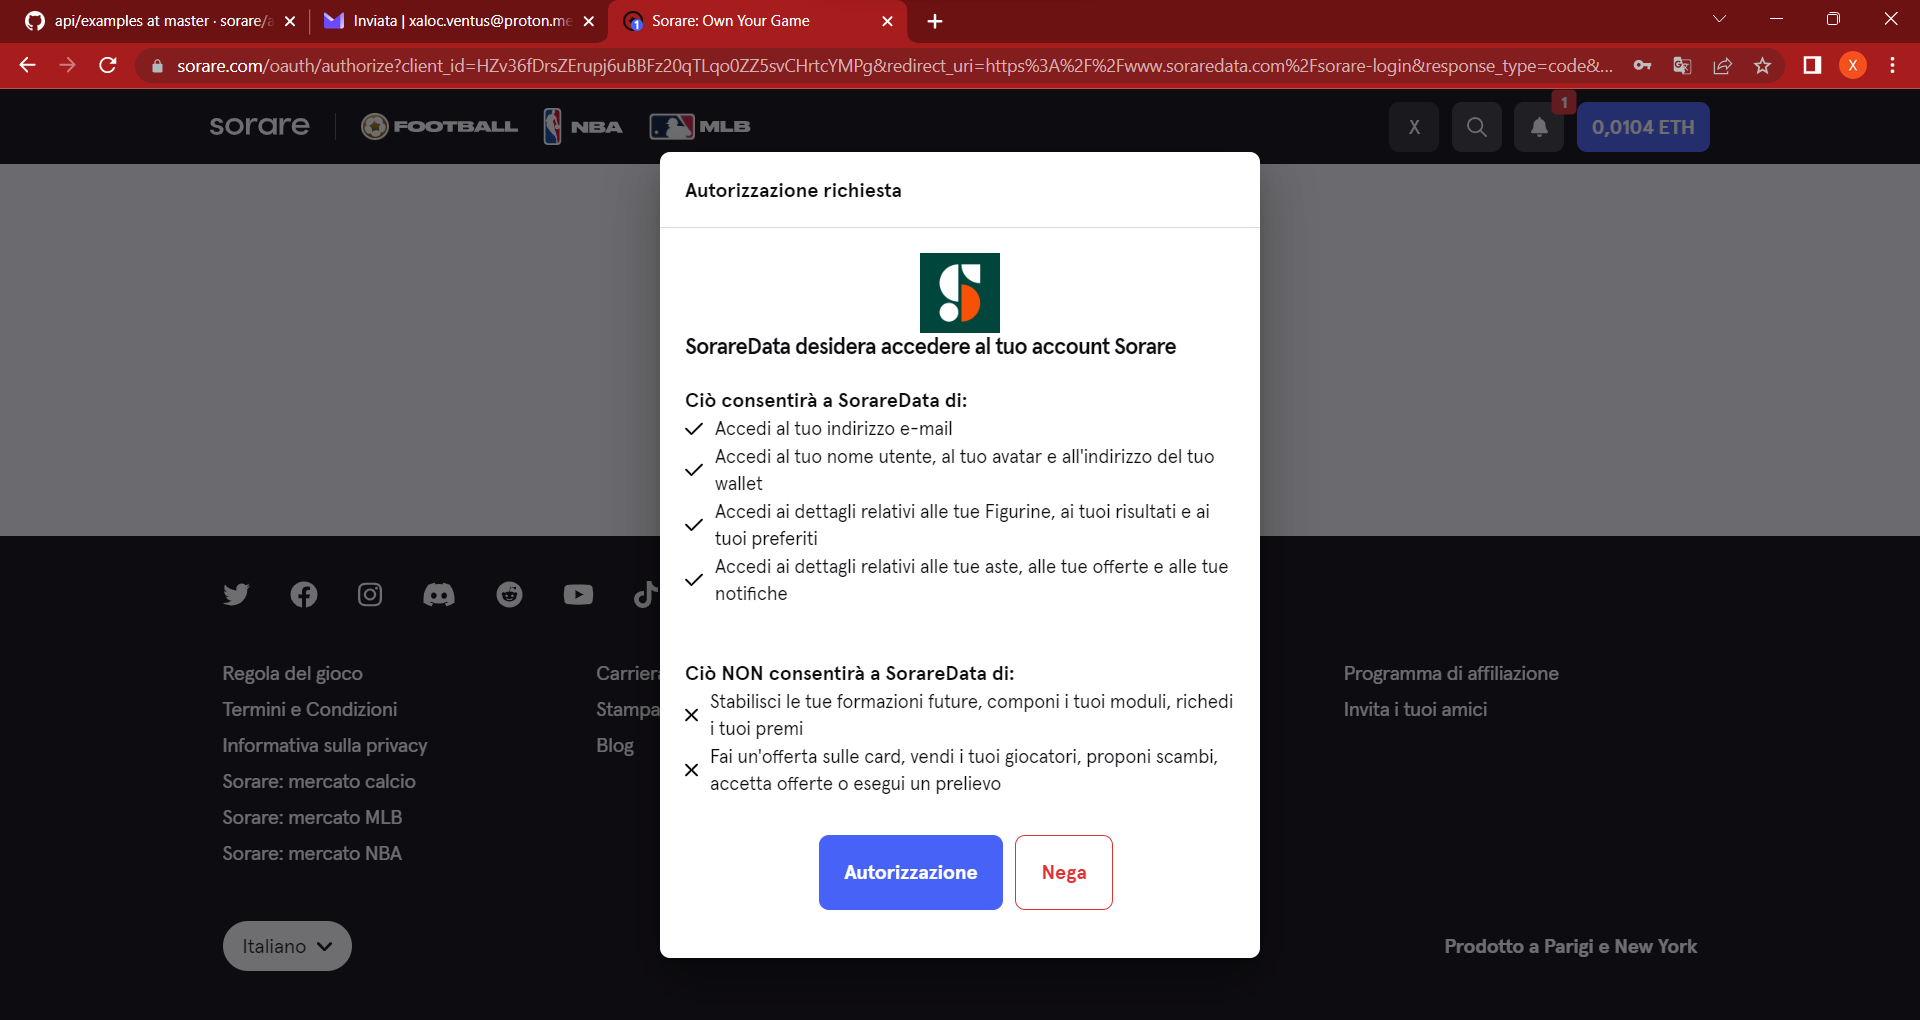 api/examples at master · sorare/a
Inviata | xaloc.ventus@proton.me
Sorare: Own Your Game
sorare.com/oauth/authorize?client_id=HZv36fDrsZErupj6uBBFz20qTLqo0ZZ5svCHrtcYMPg&redirect_uri=https%3A%2F%2Fwww.soraredata.com%2Fsorare-login&response_type=code&...
X
sorare
FOOTBALL
NBA
MLB
X
1
0,0104 ETH
Autorizzazione richiesta
SorareData desidera accedere al tuo account Sorare
Ciò consentirà a SorareData di:
Accedi al tuo indirizzo e-mail
Accedi al tuo nome utente, al tuo avatar e all'indirizzo del tuo
wallet
Accedi ai dettagli relativi alle tue Figurine, ai tuoi risultati e ai
tuoi preferiti
Accedi ai dettagli relativi alle tue aste, alle tue offerte e alle tue
notifiche
Ciò NON consentirà a SorareData di:
Stabilisci le tue formazioni future, componi i tuoi moduli, richedi
i tuoi premi
Fai un'offerta sulle card, vendi i tuoi giocatori, proponi scambi,
accetta offerte o esegui un prelievo
Autorizzazione
Nega
Regola del gioco
Termini e Condizioni
Informativa sulla privacy
Sorare: mercato calcio
Sorare: mercato MLB
Sorare: mercato NBA
Carriera
Stampa
Blog
Programma di affiliazione
Invita i tuoi amici
Italiano
Prodotto a Parigi e New York